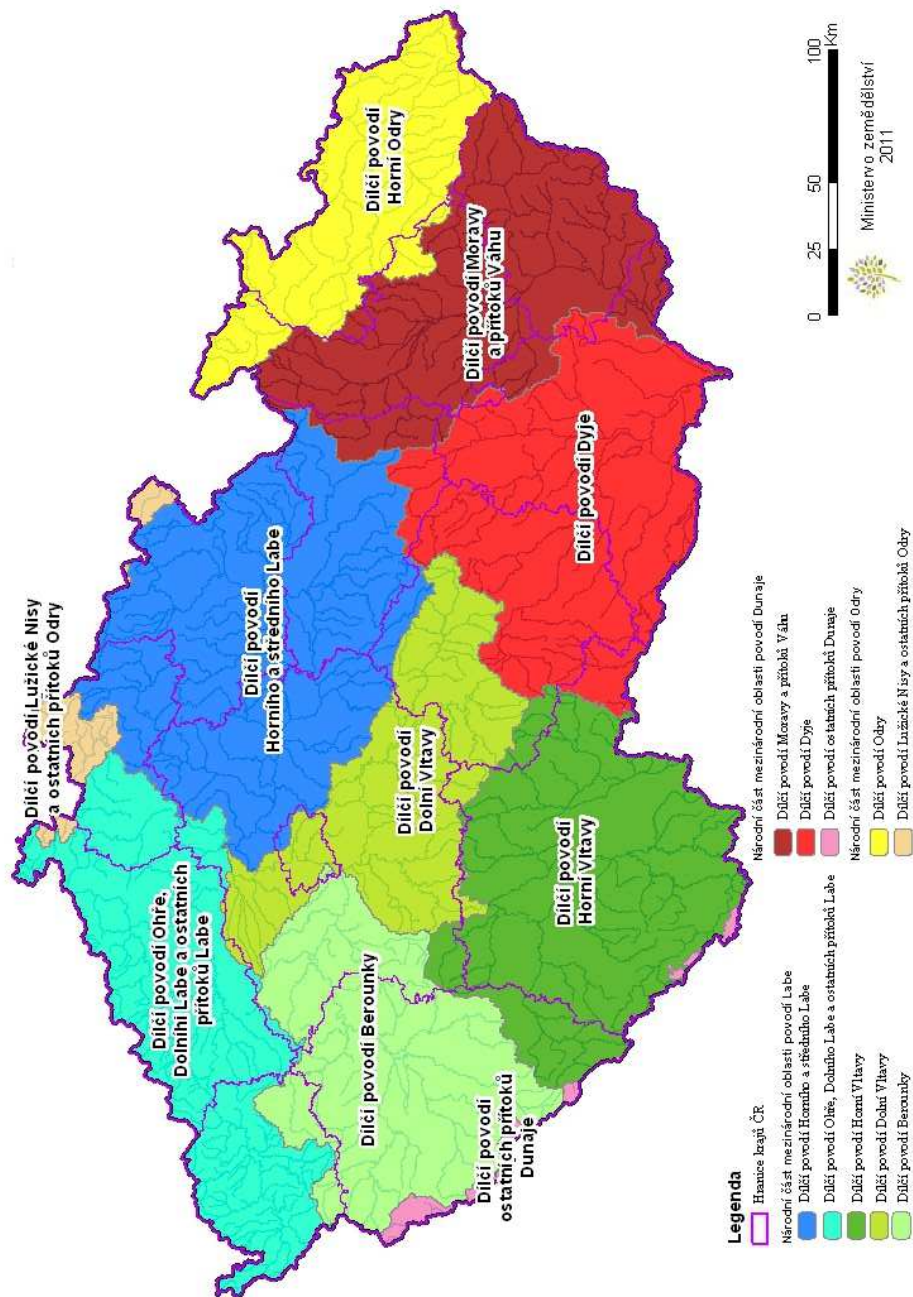 Dílčí povodí Lužické Nisy
a ostatních přítoků Odry
Dílčí povodí Ohře,
Dolního Labe a ostatních
přítoků Labe
Dílčí povodí
Horního a středního Labe
Dílčí povodí
Horní Odry
Dílčí povodí Berounky
Dílčí povodí
Dolní Vltavy
Dílčí povodí Moravy
a přítoků Váhu
Dílčí povodí
ostatních přítoků
Dunaje
Dílčí povodí
Horní Vltavy
Dílčí povodí Dyje
Legenda
Hranice krajů ČR
Národní část mezinárodní oblasti povodí Labe
Dílčí povodí Horního a středního Labe
Dílčí povodí Ohře, Dolního Labe a ostatních přítoků Labe
Dílčí povodí Horní Vltavy
Dílčí povodí Dolní Vltavy
Dílčí povodí Berounky
Národní část mezinárodní oblasti povodí Dunaje
Dílčí povodí Moravy a přítoků Váhu
Dílčí povodí Dyje
Dílčí povodí ostatních přítoků Dunaje
Národní část mezinárodní oblasti povodí Odry
Dílčí povodí Odry
Dílčí povodí Lužické Nisy a ostatních přítoků Odry
0 25 50 100
Km
Ministervo zemědělství
2011